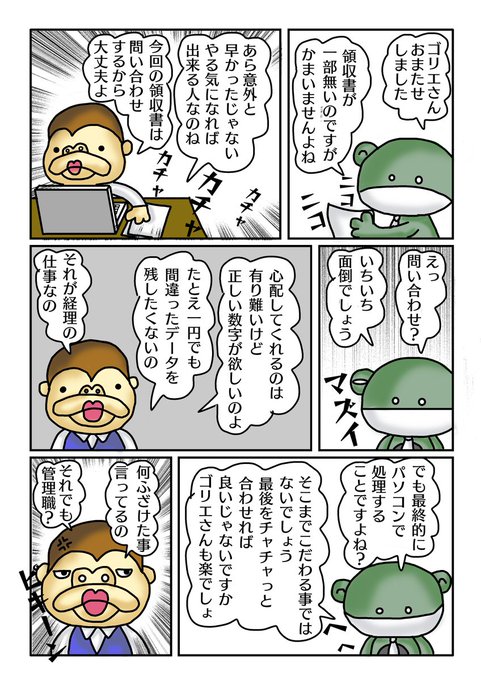 ゴリエさん
おまたせ
しました
領収書が
一部無いのですが
かまいませんよね
ニコ
ニコ
あら意外と
早かったじゃない
やる気になれば
出来る人なのね
今回の領収書は
問い合わせ
するから
大丈夫よ
カチャ
カチャ
カチャ
カチャ
えっ
問い合わせ?
いちいち
面倒でしょう
マズイ
心配してくれるのは
有り難いけど
正しい数字が欲しいのよ
たとえ一円でも
間違ったデータを
残したくないの
それが経理の
仕事なの
でも最終的に
パソコンで
処理する
ことですよね?
そこまでこだわる事では
ないでしょう
最後をチャチャっと
合わせれば
良いじゃないですか
ゴリエさんも楽でしょ
へへ
何ふざけた事
言ってるの
それでも
管理職?
ピキーン